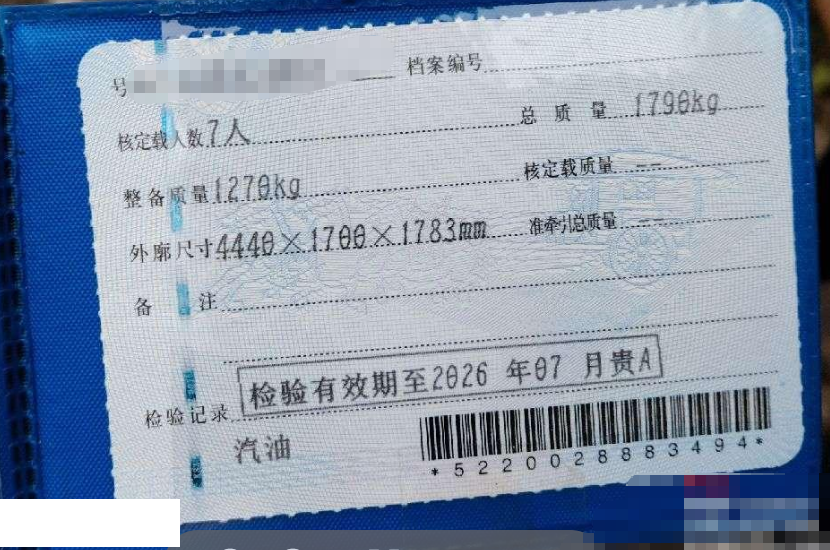 号 档案编号
核定载人数 7人 总质量 1790kg
整备质量 1270kg 核定载质量 --
外廓尺寸 4440×1700×1783mm 准牵引总质量 --
备注
检验记录 检验有效期至2026年07月贵A
汽油
*5220028883494*